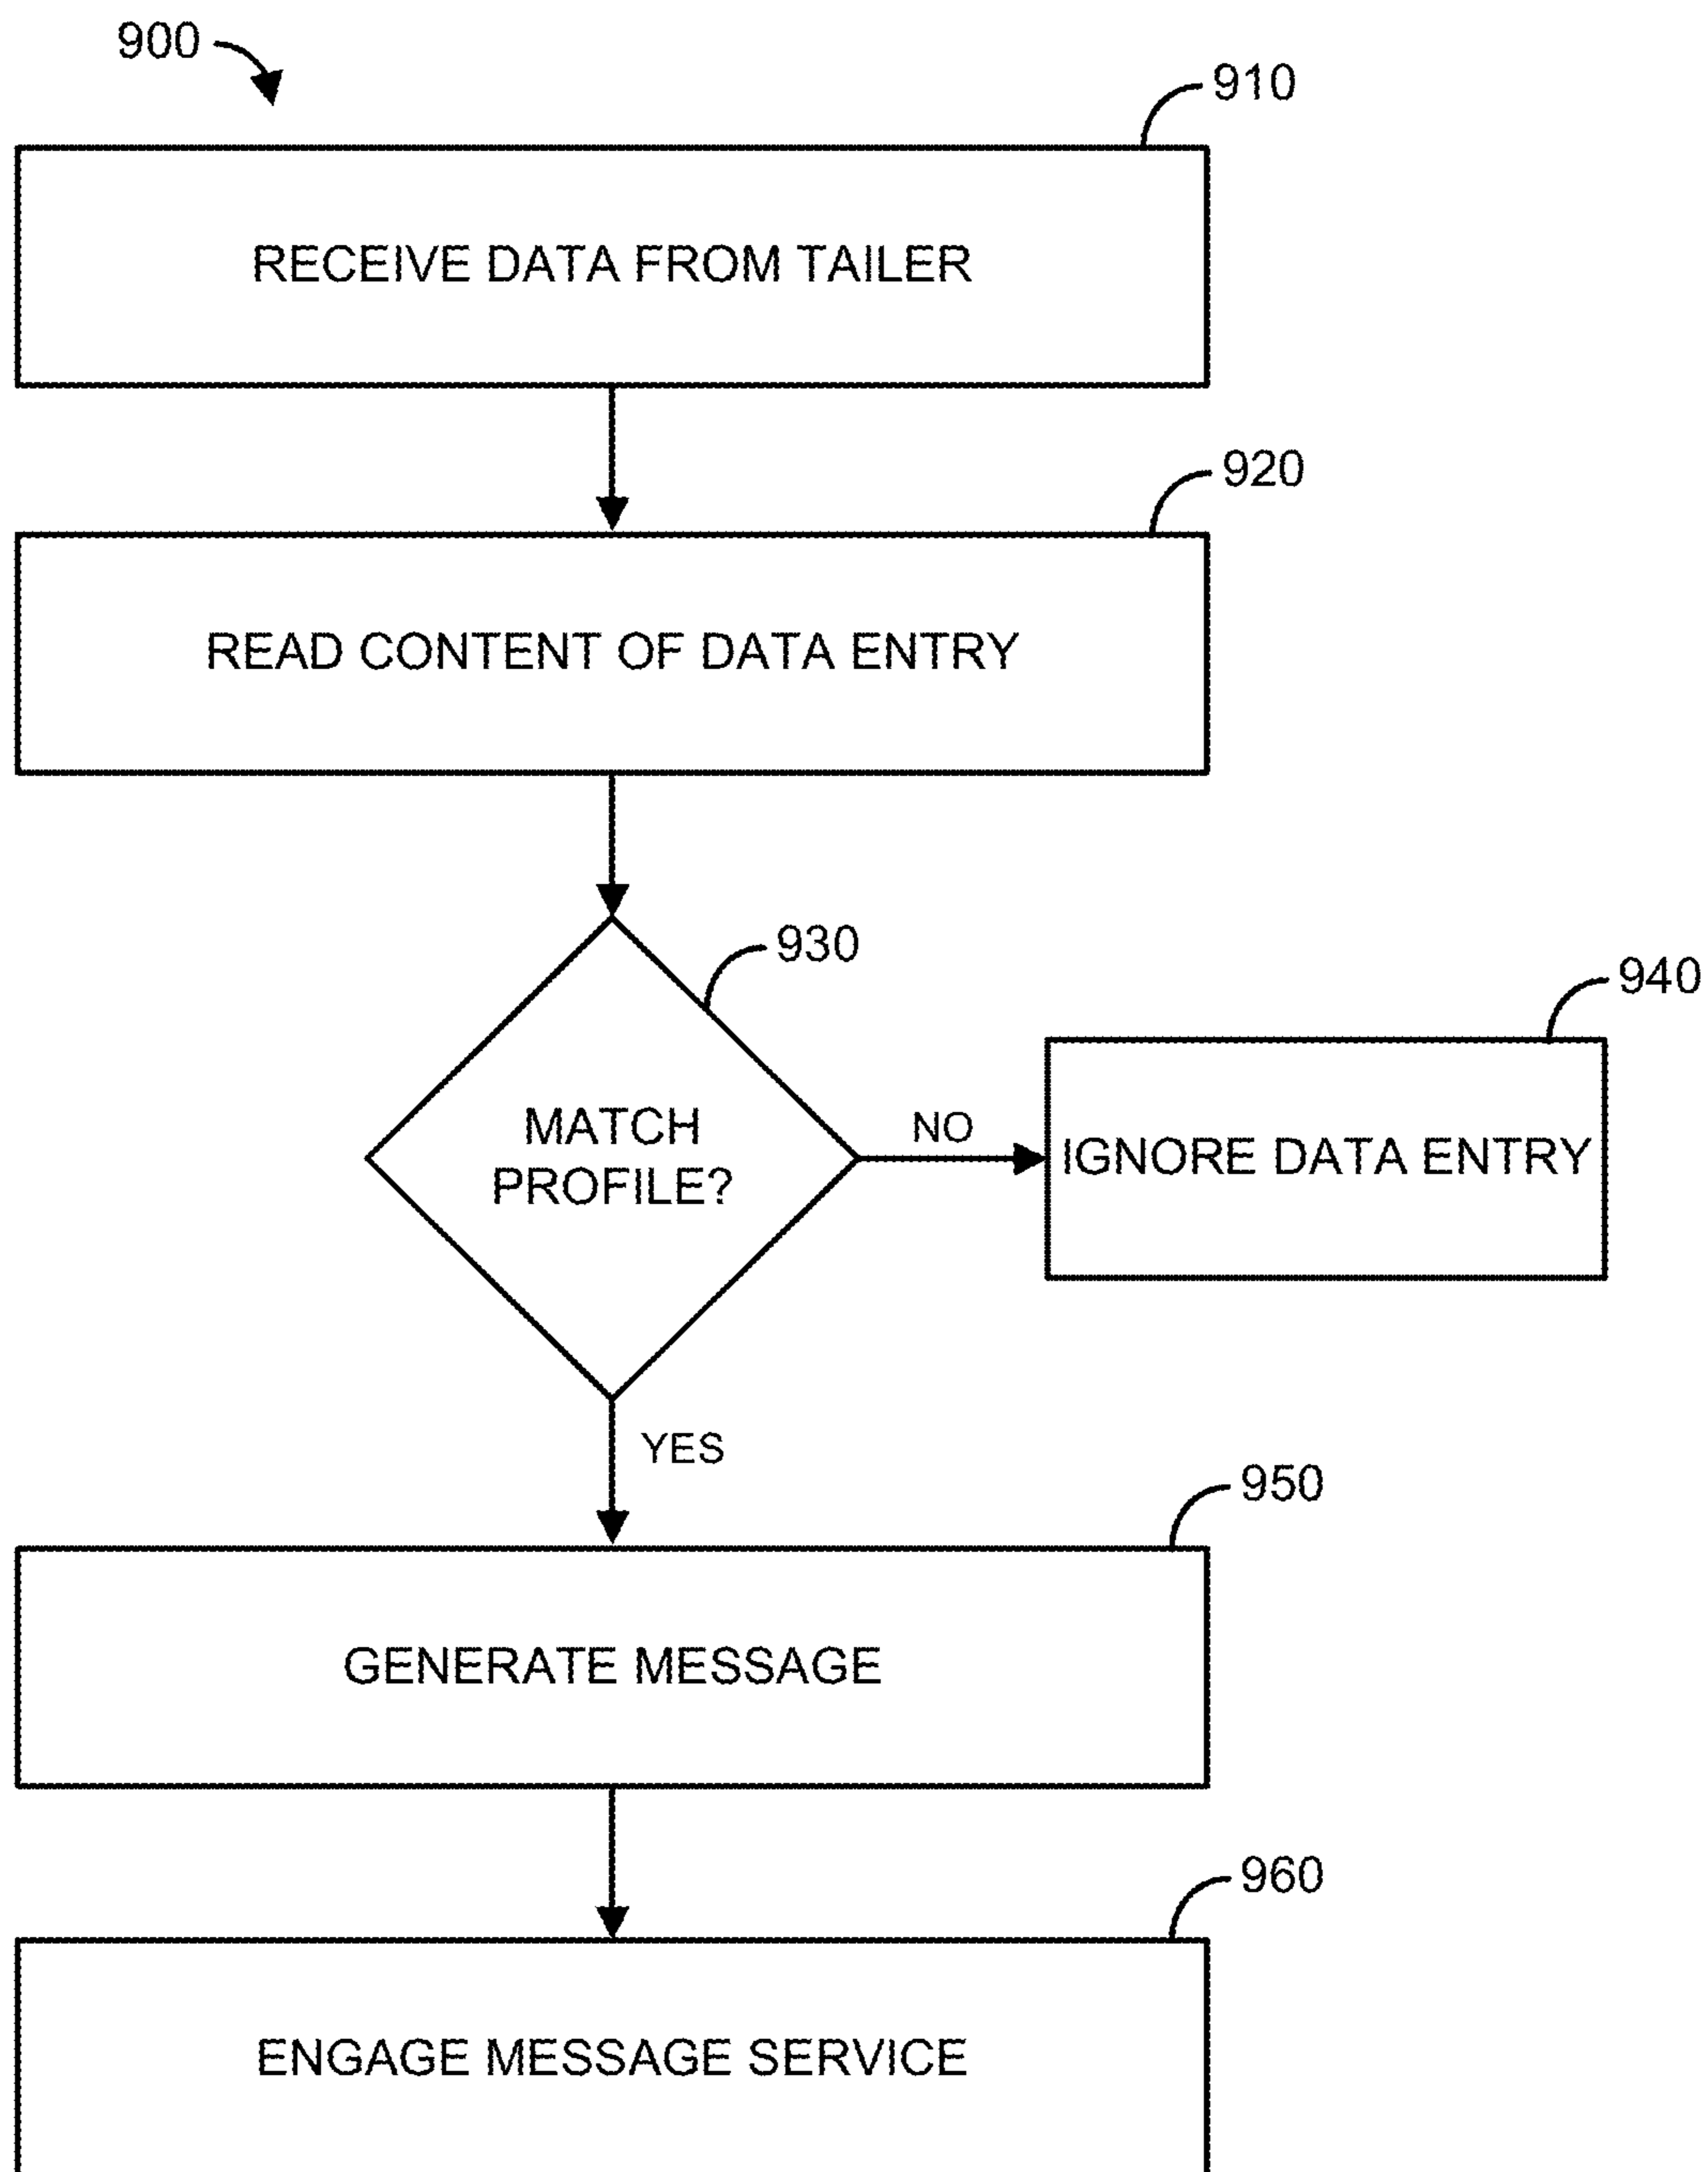 900
910
RECEIVE DATA FROM TAILER
920
READ CONTENT OF DATA ENTRY
930
940
MATCH
PROFILE?
NO
IGNORE DATA ENTRY
YES
950
GENERATE MESSAGE
960
ENGAGE MESSAGE SERVICE